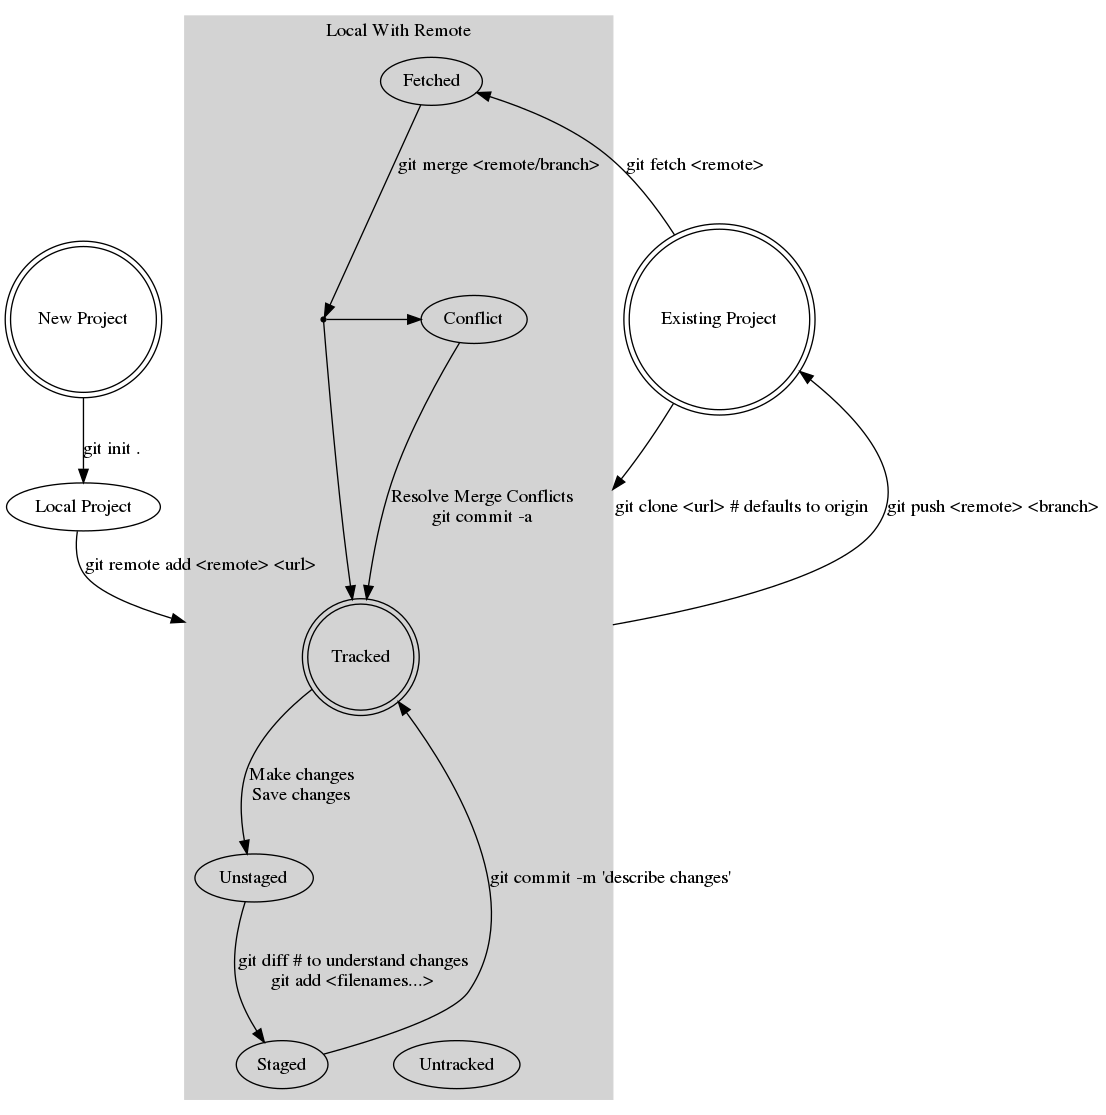 Local With Remote
Fetched
git merge <remote/branch>
git fetch <remote>
New Project
Conflict
Existing Project
git init .
Resolve Merge Conflicts
git commit -a
Local Project
git clone <url> # defaults to origin
git push <remote> <branch>
git remote add <remote> <url>
Tracked
Make changes
Save changes
Unstaged
git commit -m 'describe changes'
git diff # to understand changes
git add <filenames...>
Staged
Untracked